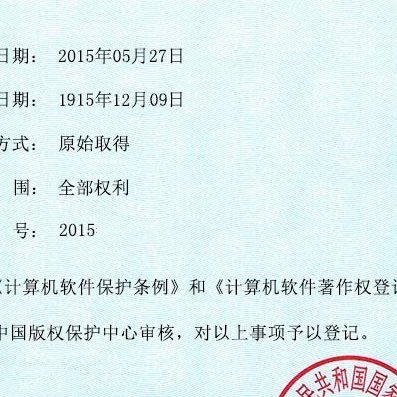 日期： 2015年05月27日
日期： 1915年12月09日
方式： 原始取得
围： 全部权利
号： 2015
《计算机软件保护条例》和《计算机软件著作权登
中国版权保护中心审核，对以上事项予以登记。
民共和国国